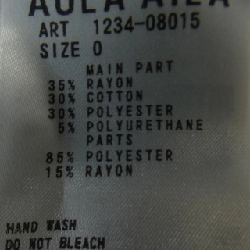 AULA AILA
ART 1234-08015
SIZE 0
MAIN PART
35% RAYON
30% COTTON
30% POLYESTER
5% POLYURETHANE
PARTS
85% POLYESTER
15% RAYON
HAND WASH
DO NOT BLEACH